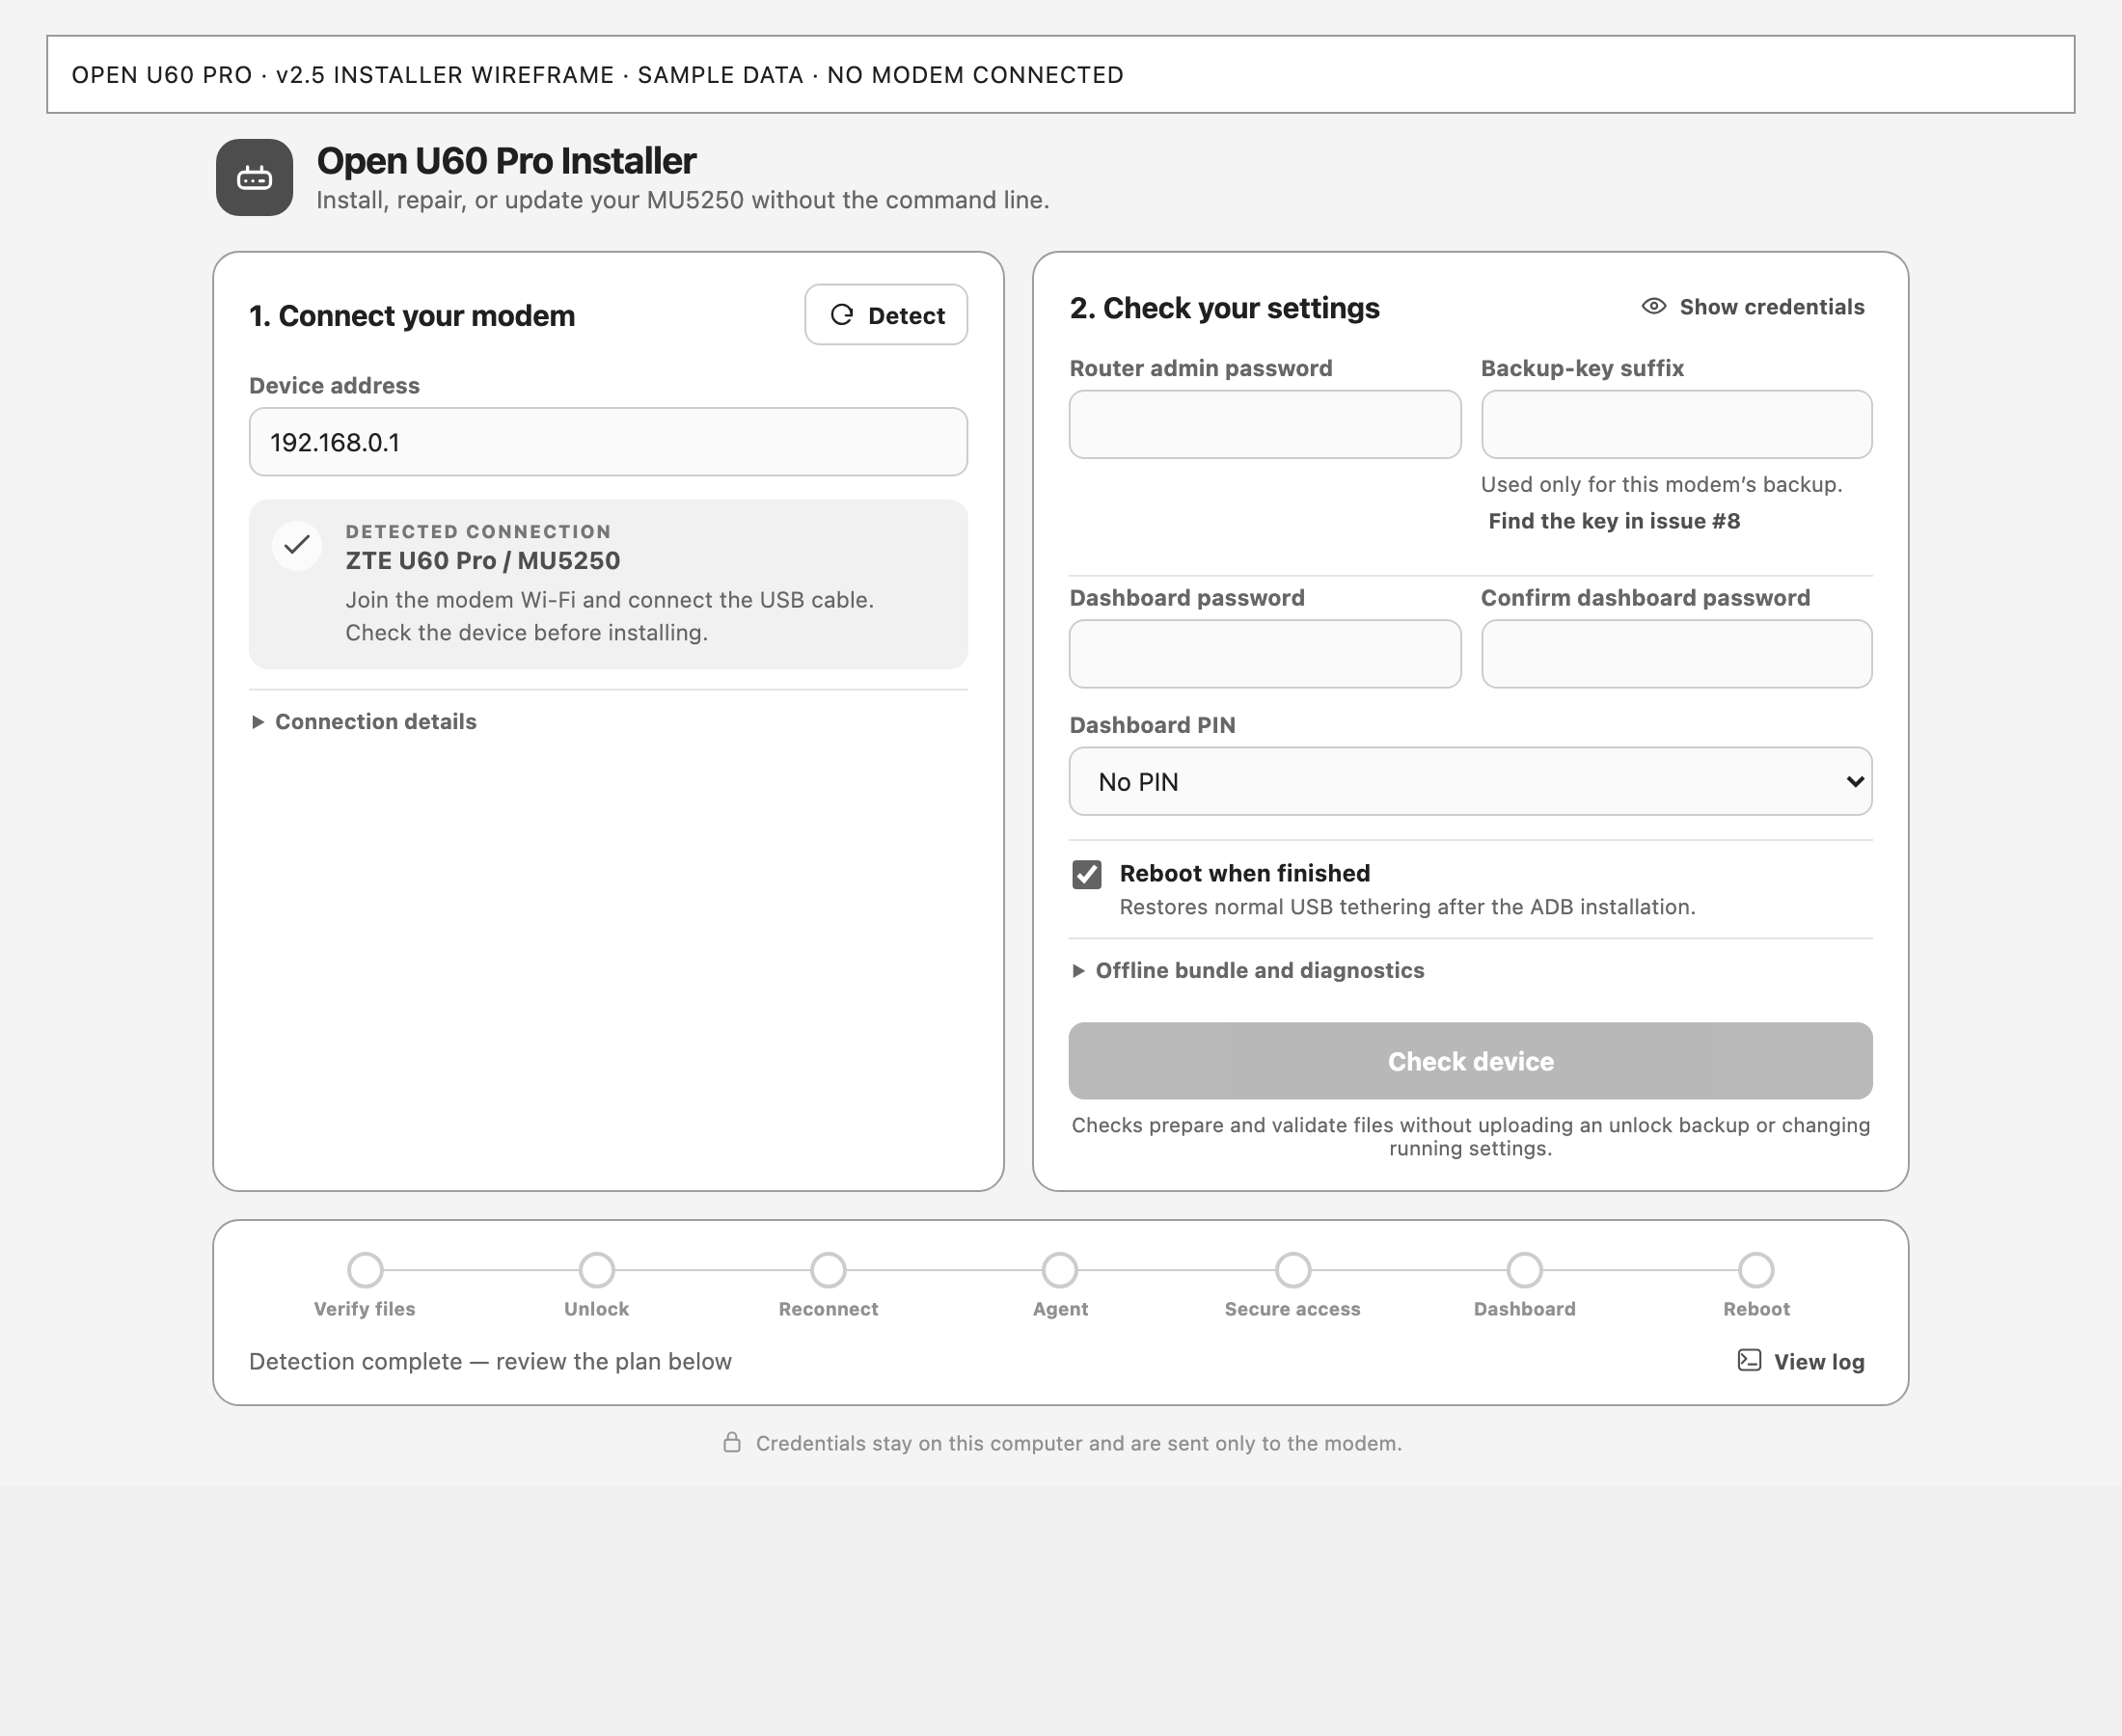 OPEN U60 PRO · v2.5 INSTALLER WIREFRAME · SAMPLE DATA · NO MODEM CONNECTED
Open U60 Pro Installer
Install, repair, or update your MU5250 without the command line.
1. Connect your modem
Detect
Device address
192.168.0.1
DETECTED CONNECTION
ZTE U60 Pro / MU5250
Join the modem Wi-Fi and connect the USB cable.
Check the device before installing.
Connection details
2. Check your settings
Show credentials
Router admin password
Backup-key suffix
Used only for this modem’s backup.
Find the key in issue #8
Dashboard password
Confirm dashboard password
Dashboard PIN
No PIN
Reboot when finished
Restores normal USB tethering after the ADB installation.
Offline bundle and diagnostics
Check device
Checks prepare and validate files without uploading an unlock backup or changing
running settings.
Verify files
Unlock
Reconnect
Agent
Secure access
Dashboard
Reboot
Detection complete — review the plan below
View log
Credentials stay on this computer and are sent only to the modem.